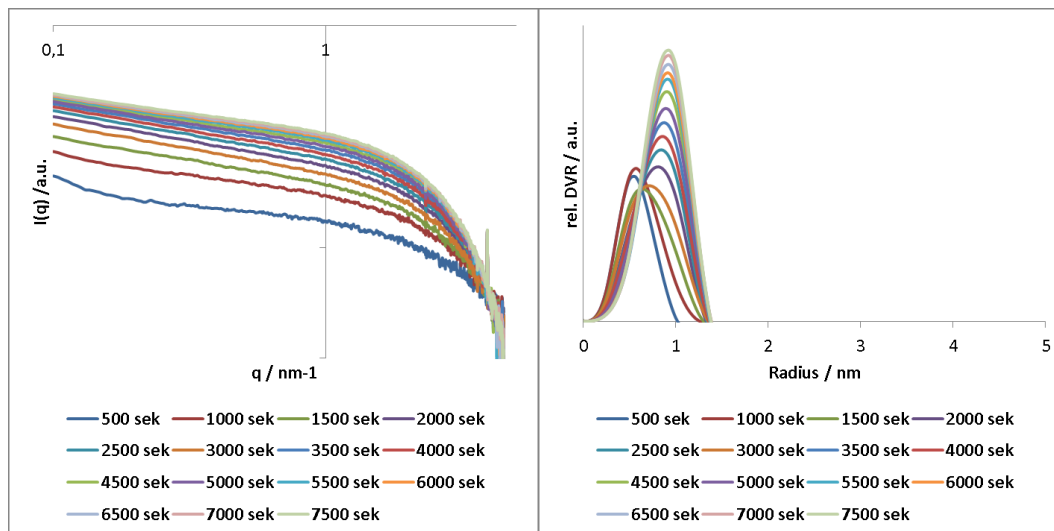 0,1 1
I(q) /a.u.
q / nm-1
500 sek 1000 sek 1500 sek 2000 sek
2500 sek 3000 sek 3500 sek 4000 sek
4500 sek 5000 sek 5500 sek 6000 sek
6500 sek 7000 sek 7500 sek
rel. DVR / a.u.
0 1 2 3 4 5
Radius / nm
500 sek 1000 sek 1500 sek 2000 sek
2500 sek 3000 sek 3500 sek 4000 sek
4500 sek 5000 sek 5500 sek 6000 sek
6500 sek 7000 sek 7500 sek